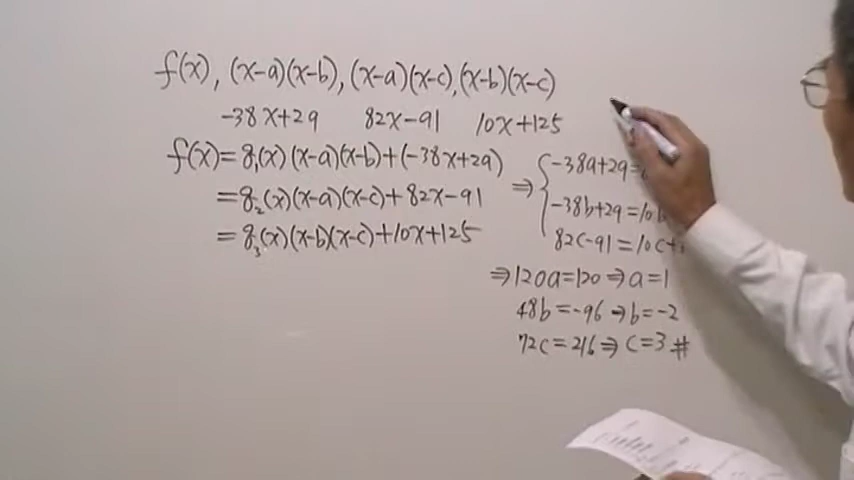 f(x), (x-a)(x-b), (x-a)(x-c), (x-b)(x-c)
-38x+29 82x-91 10x+125
f(x)=g₁(x)(x-a)(x-b)+(-38x+29)
=g₂(x)(x-a)(x-c)+82x-91
=g₃(x)(x-b)(x-c)+10x+125
⇒ { -38a+29=
-38b+29=10b
82c-91=10c+
⇒120a=120⇒a=1
48b=-96⇒b=-2
72c=216⇒c=3 #